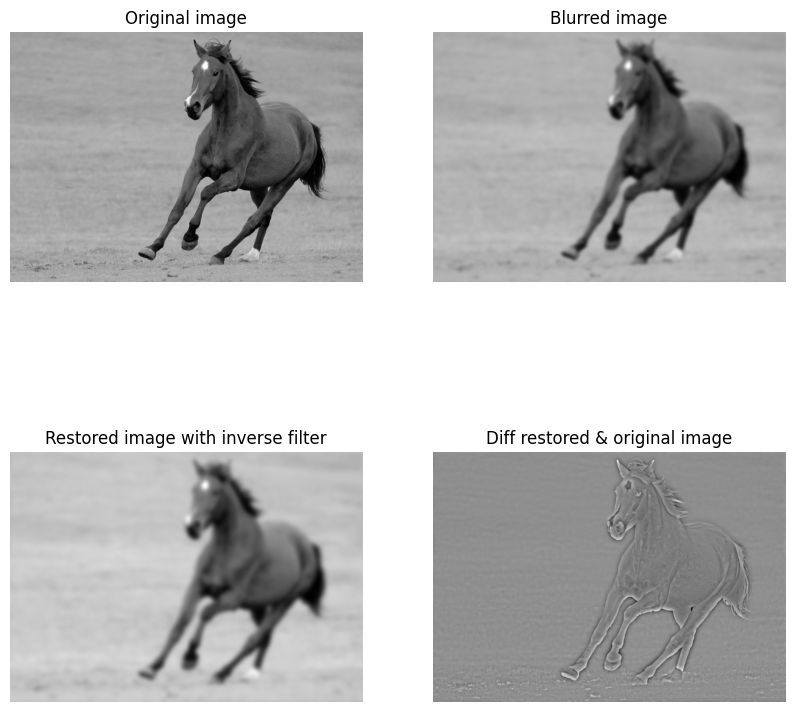 Original image
Blurred image
Restored image with inverse filter
Diff restored & original image